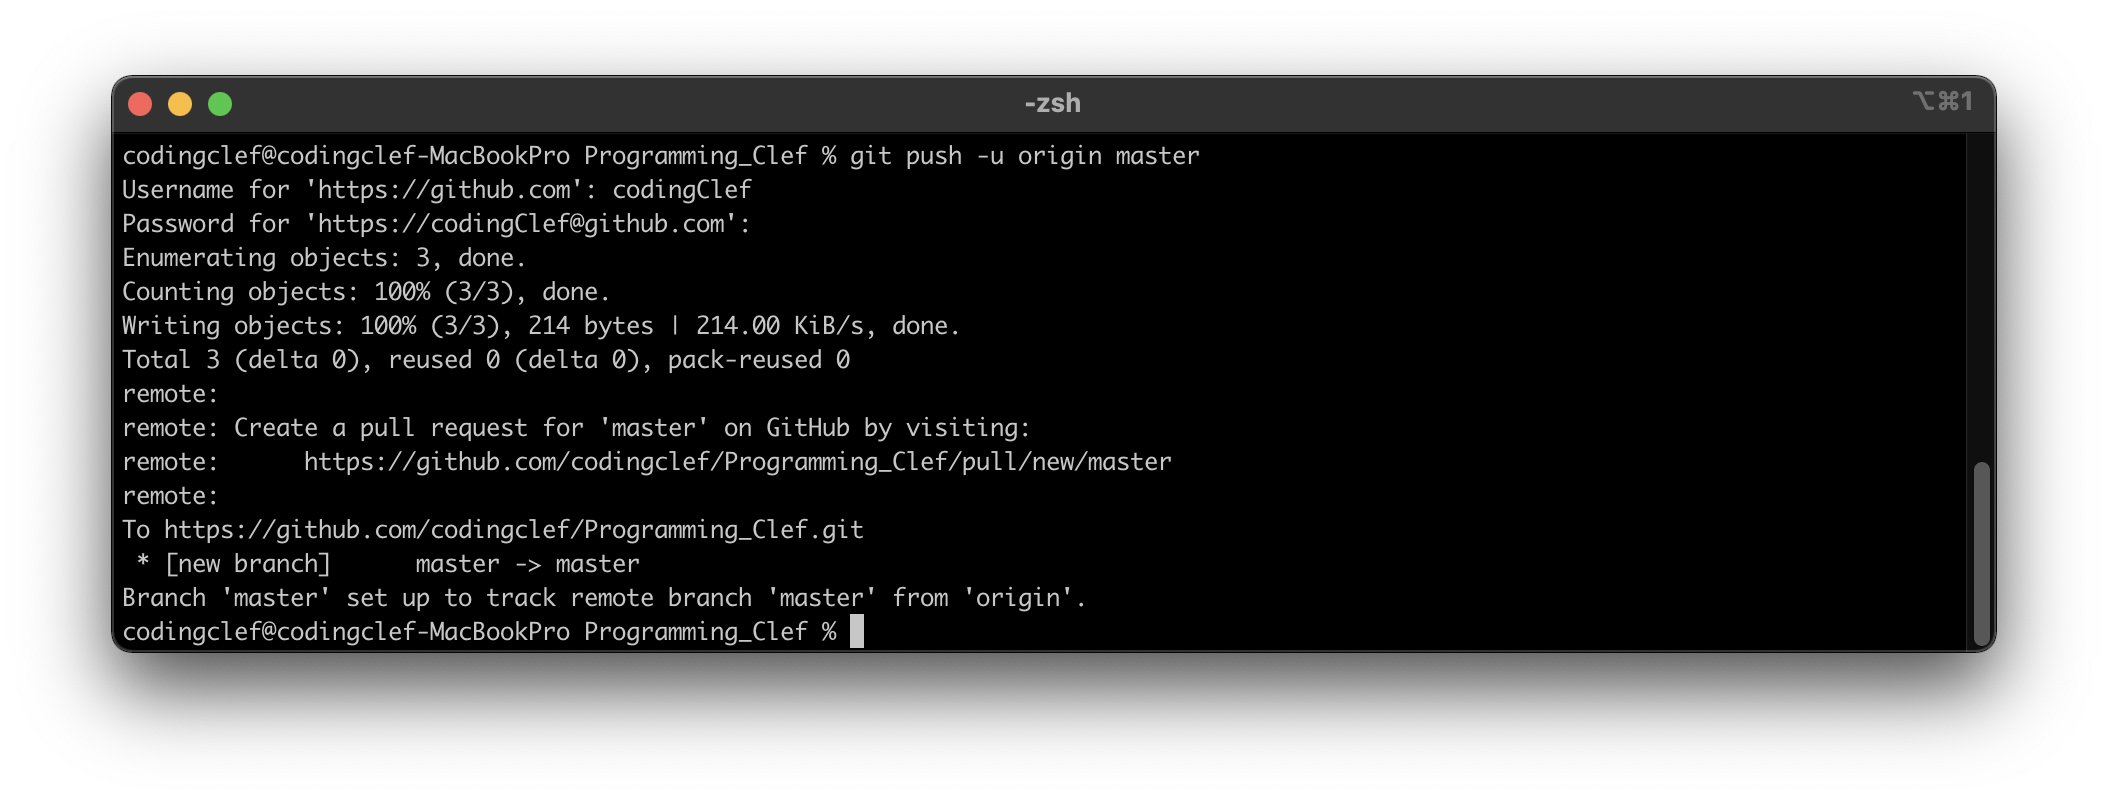 -zsh
⌥⌘1
codingclef@codingclef-MacBookPro Programming_Clef % git push -u origin master
Username for 'https://github.com': codingClef
Password for 'https://codingClef@github.com':
Enumerating objects: 3, done.
Counting objects: 100% (3/3), done.
Writing objects: 100% (3/3), 214 bytes | 214.00 KiB/s, done.
Total 3 (delta 0), reused 0 (delta 0), pack-reused 0
remote:
remote: Create a pull request for 'master' on GitHub by visiting:
remote:      https://github.com/codingclef/Programming_Clef/pull/new/master
remote:
To https://github.com/codingclef/Programming_Clef.git
 * [new branch]      master -> master
Branch 'master' set up to track remote branch 'master' from 'origin'.
codingclef@codingclef-MacBookPro Programming_Clef %